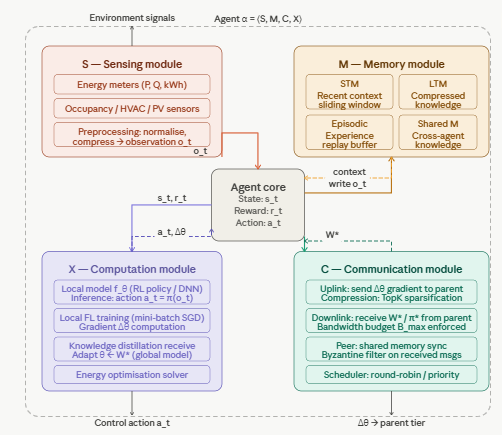 Environment signals
Agent α = ⟨S, M, C, X⟩
S — Sensing module
Energy meters (P, Q, kWh)
Occupancy / HVAC / PV sensors
Preprocessing: normalise,
compress → observation o_t
o_t
M — Memory module
STM
Recent context
sliding window
LTM
Compressed
knowledge
Episodic
Experience
replay buffer
Shared M
Cross-agent
knowledge
Agent core
State: s_t
Reward: r_t
Action: a_t
context
write o_t
s_t, r_t
a_t, Δθ
W*
X — Computation module
Local model f_θ (RL policy / DNN)
Inference: action a_t = π(o_t)
Local FL training (mini-batch SGD)
Gradient Δθ computation
Knowledge distillation receive
Adapt θ ← W* (global model)
Energy optimisation solver
C — Communication module
Uplink: send Δθ gradient to parent
Compression: TopK sparsification
Downlink: receive W* / π* from parent
Bandwidth budget B_max enforced
Peer: shared memory sync
Byzantine filter on received msgs
Scheduler: round-robin / priority
Control action a_t
Δθ → parent tier